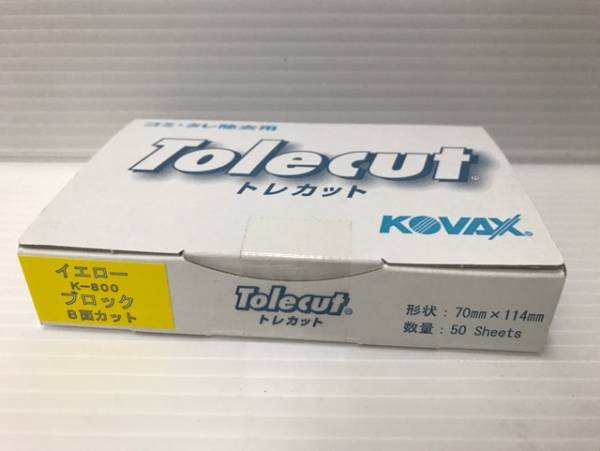 ゴミ・タレ除去用
Tolecut
トレカット
KOVAX®
イエロー
K-800
ブロック
8面カット
Tolecut®
トレカット
形状：70mm×114mm
数量：50 Sheets